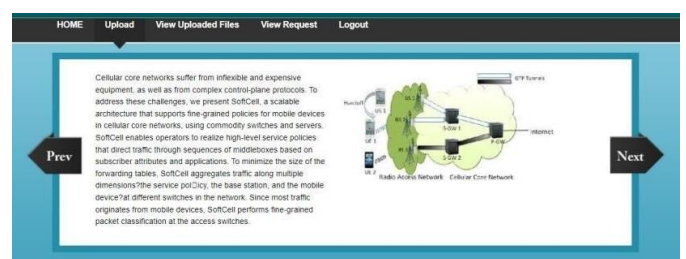 HOME Upload View Uploaded Files View Request Logout
Cellular core networks suffer from inflexible and expensive
equipment, as well as from complex control-plane protocols. To
address these challenges, we present SoftCell, a scalable
architecture that supports fine-grained policies for mobile devices
in cellular core networks, using commodity switches and servers.
SoftCell enables operators to realize high-level service policies
that direct traffic through sequences of middleboxes based on
subscriber attributes and applications. To minimize the size of the
forwarding tables, SoftCell aggregates traffic along multiple
dimensions?the service pol□icy, the base station, and the mobile
device?at different switches in the network. Since most traffic
originates from mobile devices, SoftCell performs fine-grained
packet classification at the access switches.
GTP Tunnels
Handoff
UE 1
S-GW 1
P-GW
Internet
UE 1
S-GW 2
UE 2
Radio Access Network Cellular Core Network
Prev
Next